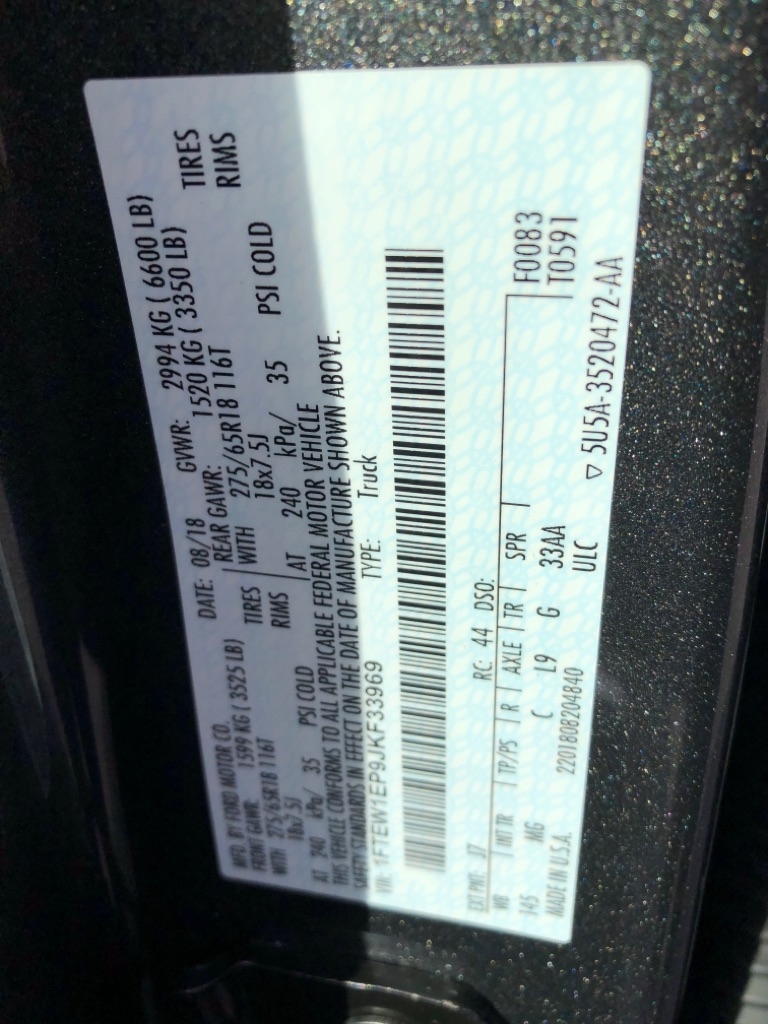 MFD. BY FORD MOTOR CO. DATE: 08/18 GVWR: 2994 KG ( 6600 LB)
FRONT GAWR: 1599 KG ( 3525 LB) REAR GAWR: 1520 KG ( 3350 LB)
WITH 275/65R18 116T TIRES WITH 275/65R18 116T TIRES
18x7.5J RIMS 18x7.5J RIMS
AT 240 kPa/ 35 PSI COLD AT 240 kPa/ 35 PSI COLD
THIS VEHICLE CONFORMS TO ALL APPLICABLE FEDERAL MOTOR VEHICLE
SAFETY STANDARDS IN EFFECT ON THE DATE OF MANUFACTURE SHOWN ABOVE.
VIN: 1FTEW1EP9JKF33969 TYPE: Truck
EXT PNT: J7 RC: 44 DSO:
WB INT TR TP/PS R AXLE TR SPR F0083
145 MG C L9 G 33AA T0591
MADE IN U.S.A. 2201808204840 ULC ▽ 5U5A-3520472-AA